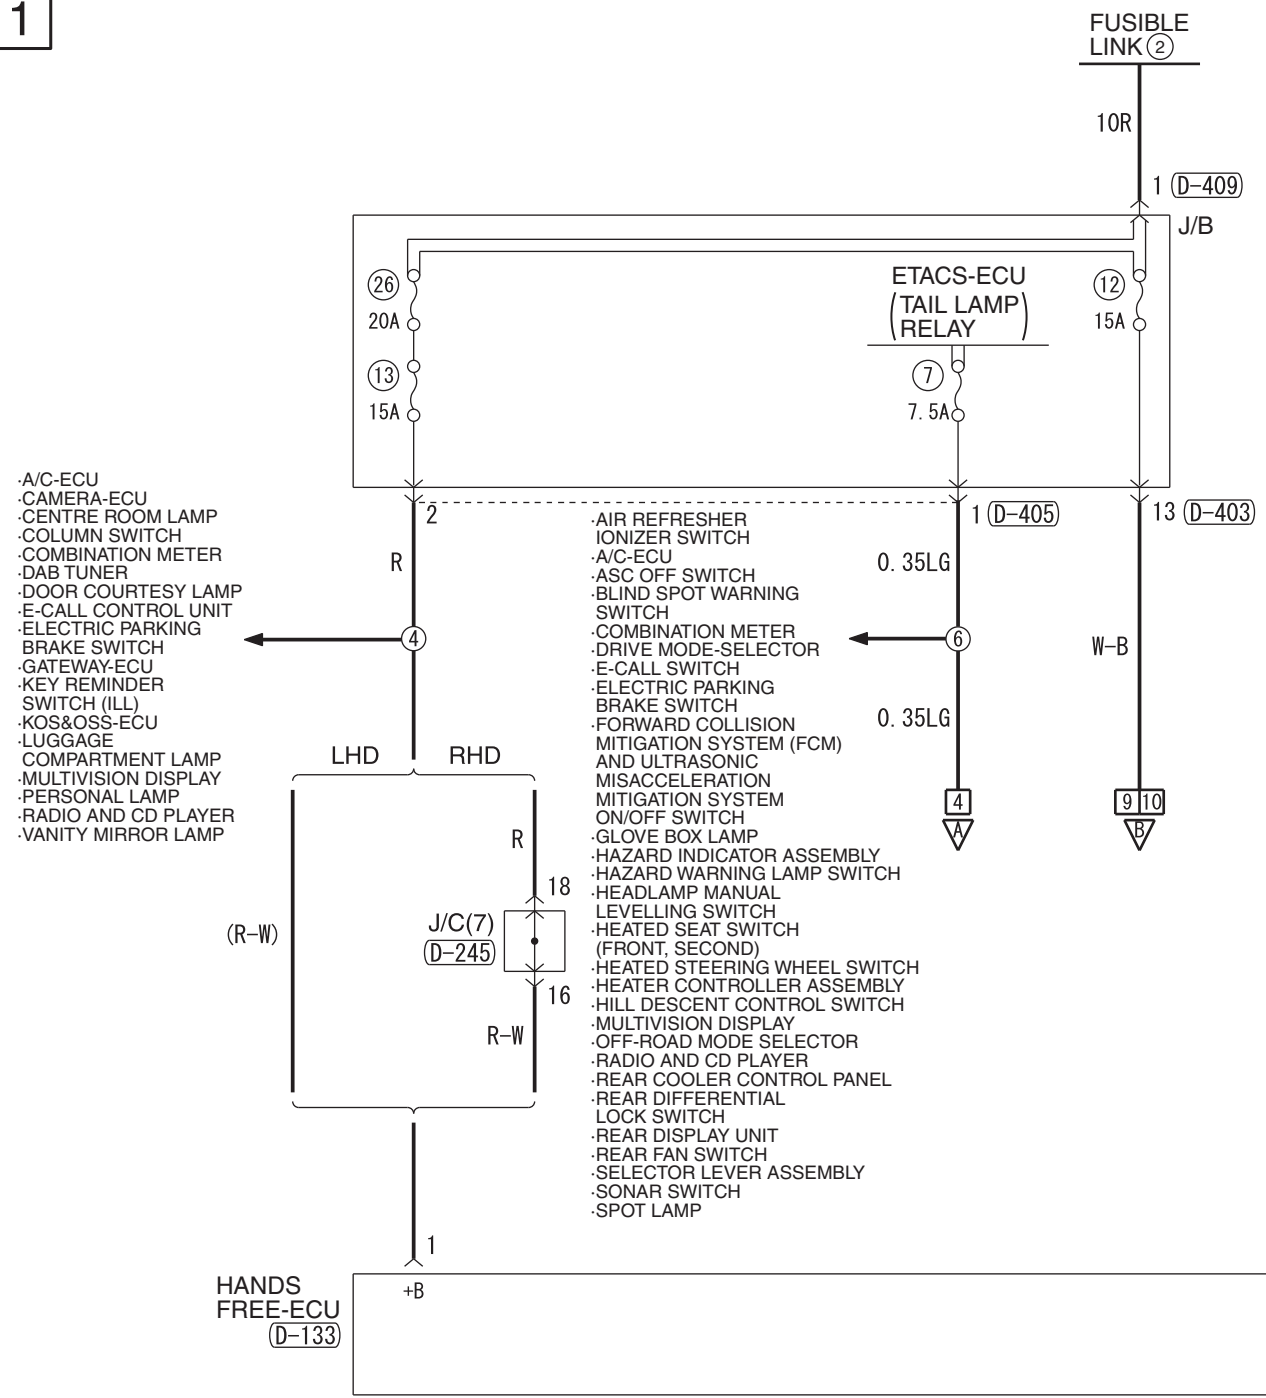 1
FUSIBLE
LINK 2
10R
1 D-409
J/B
26
20A
13
15A
ETACS-ECU
(TAIL LAMP
RELAY)
7
7.5A
12
15A
2
1 D-405
13 D-403
·A/C-ECU
·CAMERA-ECU
·CENTRE ROOM LAMP
·COLUMN SWITCH
·COMBINATION METER
·DAB TUNER
·DOOR COURTESY LAMP
·E-CALL CONTROL UNIT
·ELECTRIC PARKING
BRAKE SWITCH
·GATEWAY-ECU
·KEY REMINDER
SWITCH (ILL)
·KOS&OSS-ECU
·LUGGAGE
COMPARTMENT LAMP
·MULTIVISION DISPLAY
·PERSONAL LAMP
·RADIO AND CD PLAYER
·VANITY MIRROR LAMP
R
4
·AIR REFRESHER
IONIZER SWITCH
·A/C-ECU
·ASC OFF SWITCH
·BLIND SPOT WARNING
SWITCH
·COMBINATION METER
·DRIVE MODE-SELECTOR
·E-CALL SWITCH
·ELECTRIC PARKING
BRAKE SWITCH
·FORWARD COLLISION
MITIGATION SYSTEM (FCM)
AND ULTRASONIC
MISACCELERATION
MITIGATION SYSTEM
ON/OFF SWITCH
·GLOVE BOX LAMP
·HAZARD INDICATOR ASSEMBLY
·HAZARD WARNING LAMP SWITCH
·HEADLAMP MANUAL
LEVELLING SWITCH
·HEATED SEAT SWITCH
(FRONT, SECOND)
·HEATED STEERING WHEEL SWITCH
·HEATER CONTROLLER ASSEMBLY
·HILL DESCENT CONTROL SWITCH
·MULTIVISION DISPLAY
·OFF-ROAD MODE SELECTOR
·RADIO AND CD PLAYER
·REAR COOLER CONTROL PANEL
·REAR DIFFERENTIAL
LOCK SWITCH
·REAR DISPLAY UNIT
·REAR FAN SWITCH
·SELECTOR LEVER ASSEMBLY
·SONAR SWITCH
·SPOT LAMP
0.35LG
6
0.35LG
4
A
W-B
9 10
B
LHD RHD
(R-W)
R
18
J/C(7)
D-245
16
R-W
1
+B
HANDS
FREE-ECU
D-133